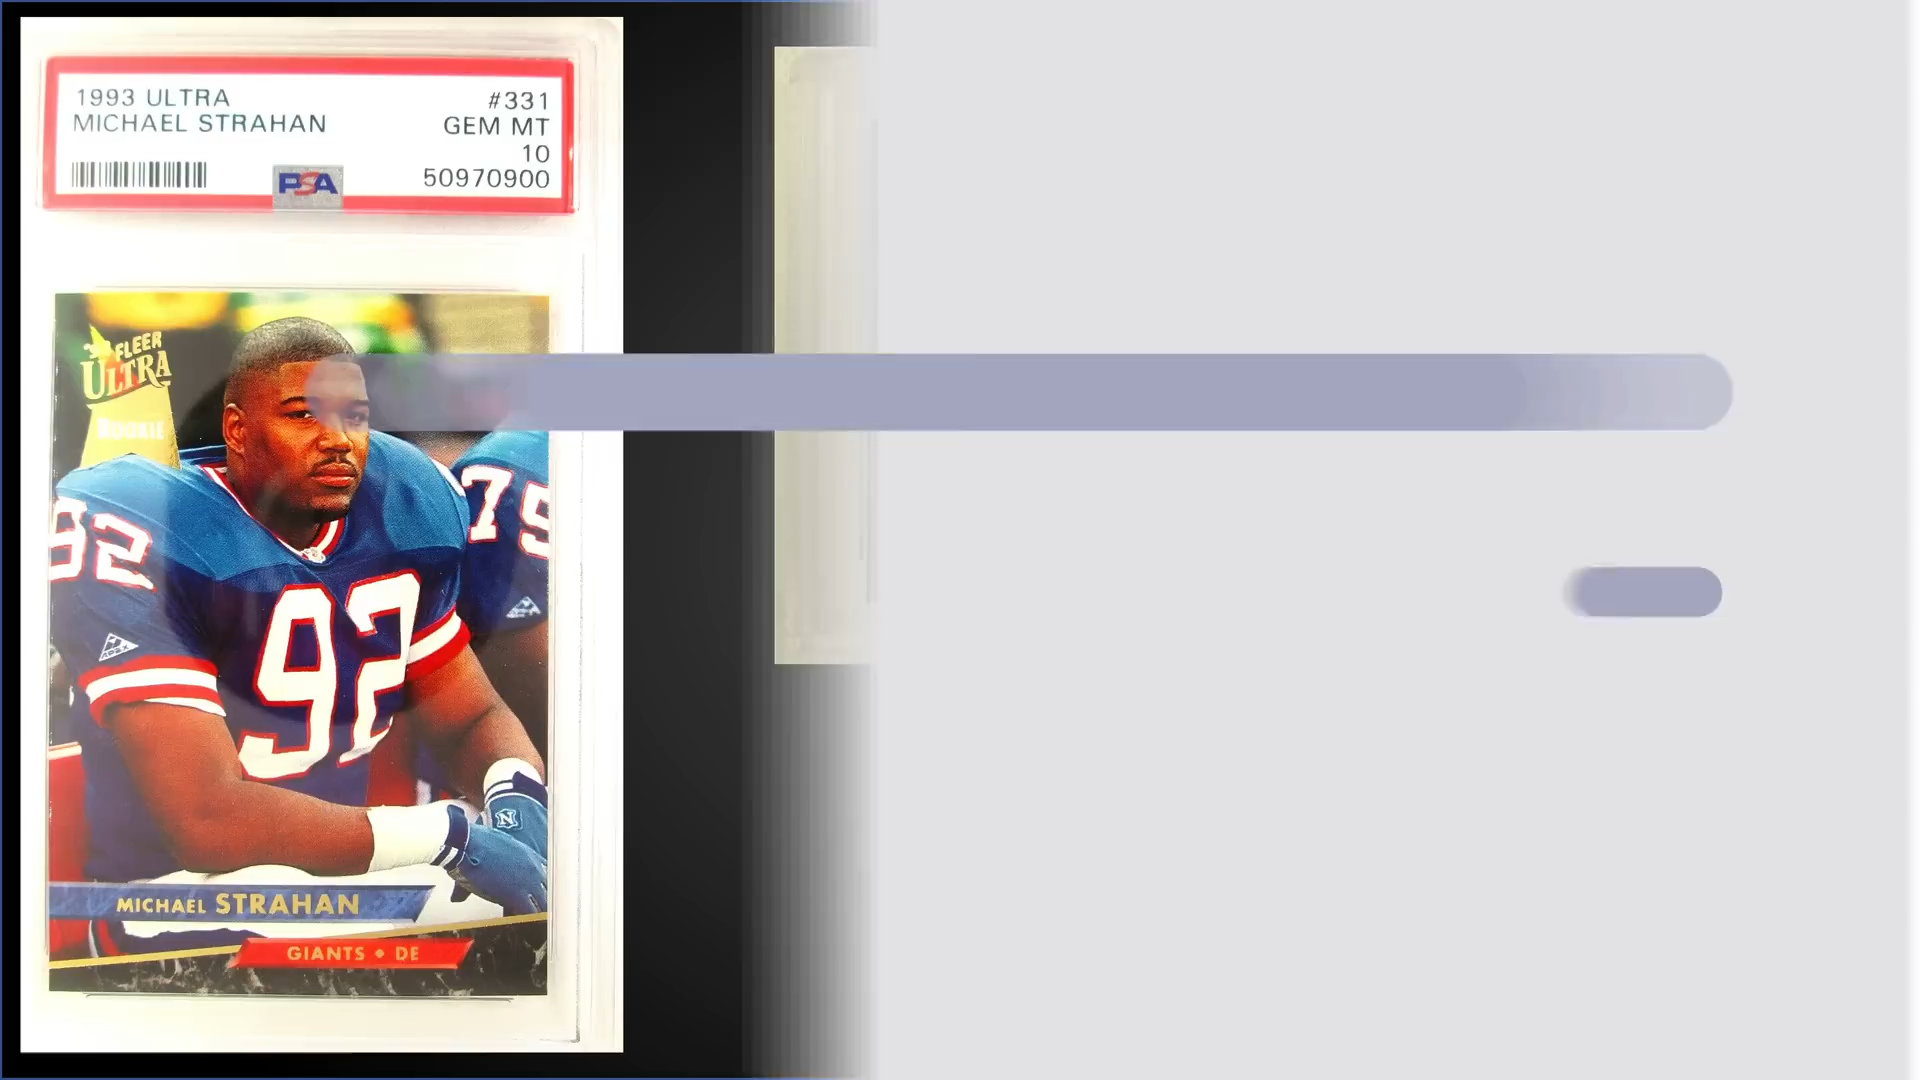 1993 ULTRA #331
MICHAEL STRAHAN GEM MT
10
50970900
PSA
FLEER
ULTRA
ROOKIE
92
75
92
APEX
N
MICHAEL STRAHAN
GIANTS • DE